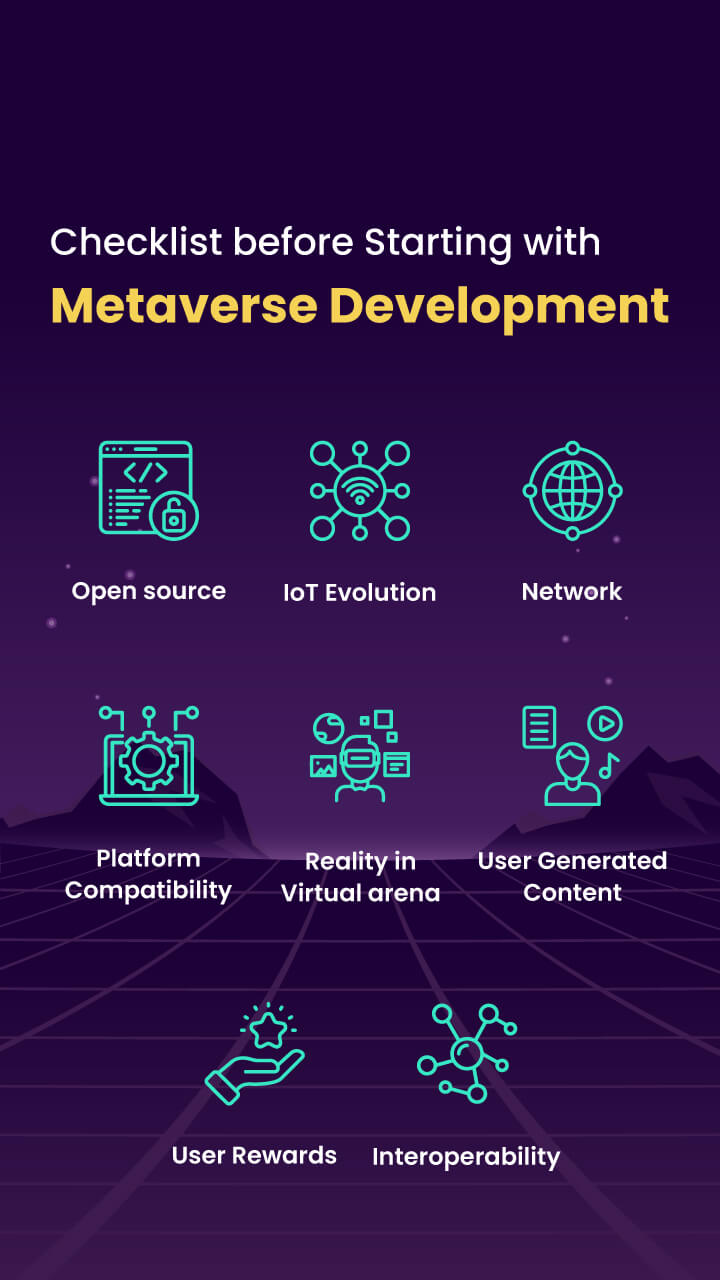 Checklist before Starting with
Metaverse Development
Open source
IoT Evolution
Network
Platform
Compatibility
Reality in
Virtual arena
User Generated
Content
User Rewards
Interoperability